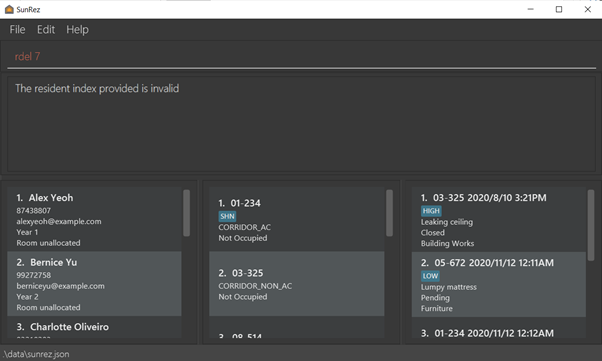 SunRez
File Edit Help
rdel 7
The resident index provided is invalid
1. Alex Yeoh
87438807
alexyeoh@example.com
Year 1
Room unallocated
2. Bernice Yu
99272758
berniceyu@example.com
Year 2
Room unallocated
3. Charlotte Oliveiro
1. 01-234
SHN
CORRIDOR_AC
Not Occupied
2. 03-325
CORRIDOR_NON_AC
Not Occupied
3. 08-514
1. 03-325 2020/8/10 3:21PM
HIGH
Leaking ceiling
Closed
Building Works
2. 05-672 2020/11/12 12:11AM
LOW
Lumpy mattress
Pending
Furniture
3. 01-234 2020/11/12 12:12AM
.\data\sunrez.json